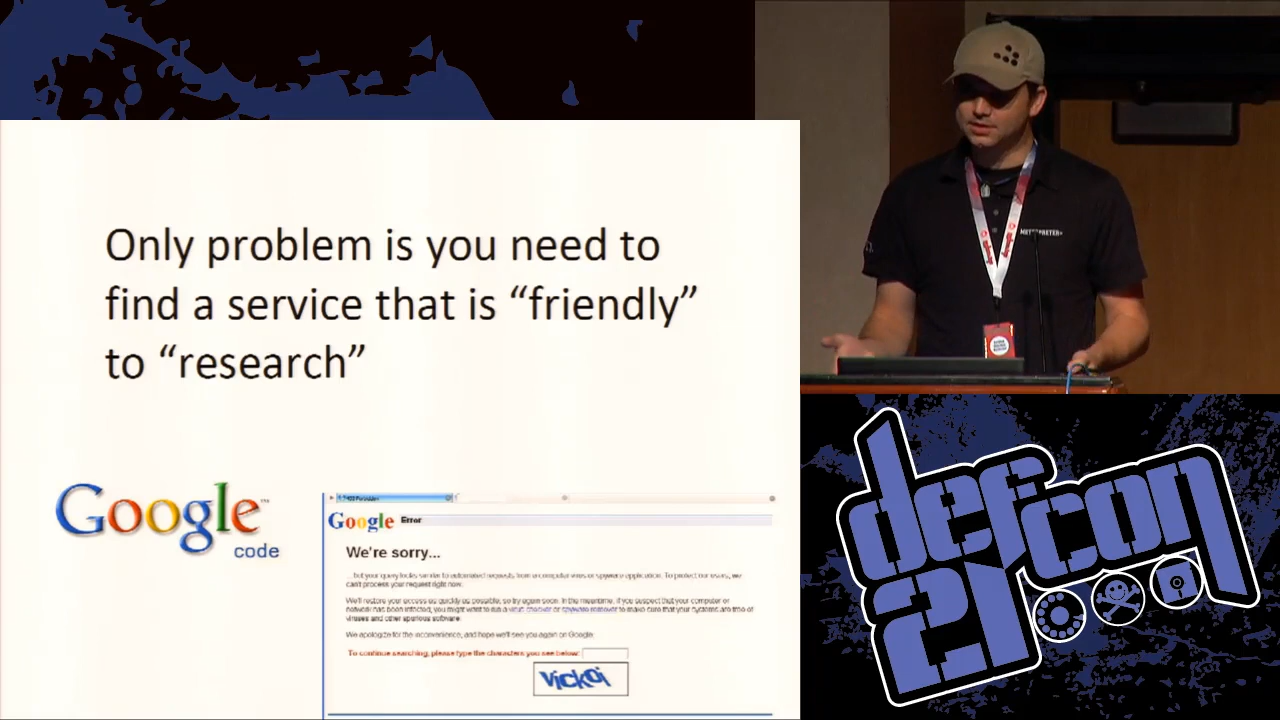 Only problem is you need to
find a service that is “friendly”
to “research”
Google™
code
Google Error
We're sorry...
... but your query looks similar to automated requests from a computer virus or spyware application. To protect our users, we
can't process your request right now.
We'll restore your access as quickly as possible, so try again soon. In the meantime, if you suspect that your computer or
network has been infected, you might want to run a virus checker or spyware remover to make sure that your systems are free of
viruses and other spurious software.
We apologize for the inconvenience, and hope we'll see you again on Google.
To continue searching, please type the characters you see below:
METERPRETER>
defcon
21